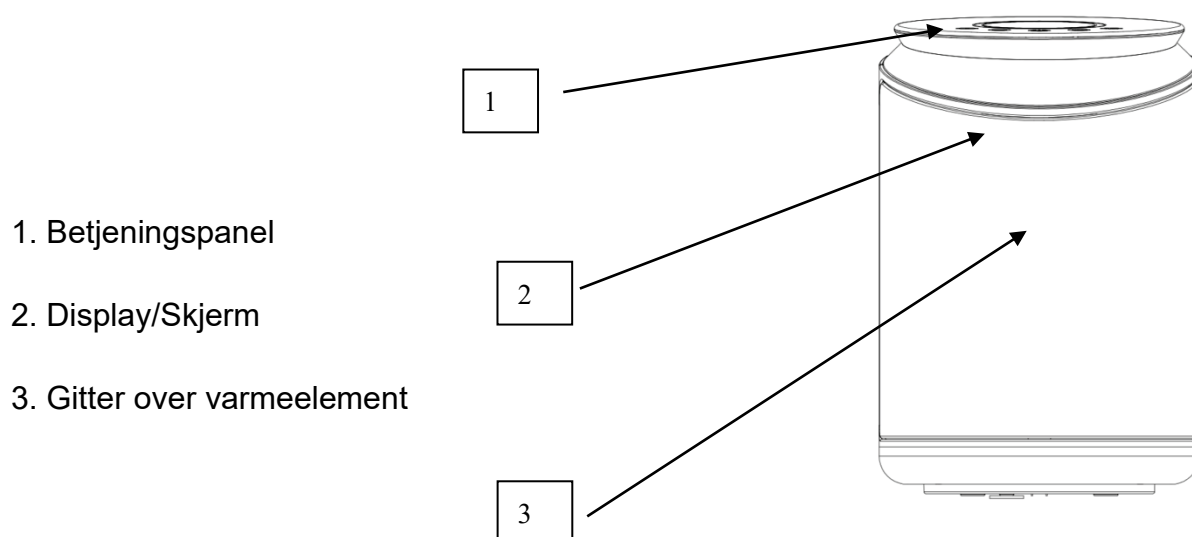 1
1. Betjeningspanel
2
2. Display/Skjerm
3. Gitter over varmeelement
3